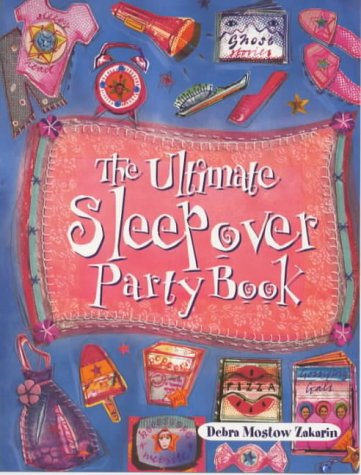 Ghost
Stories
The Ultimate
Sleepover
Party Book
PIZZA
Debra Mostow Zakarin